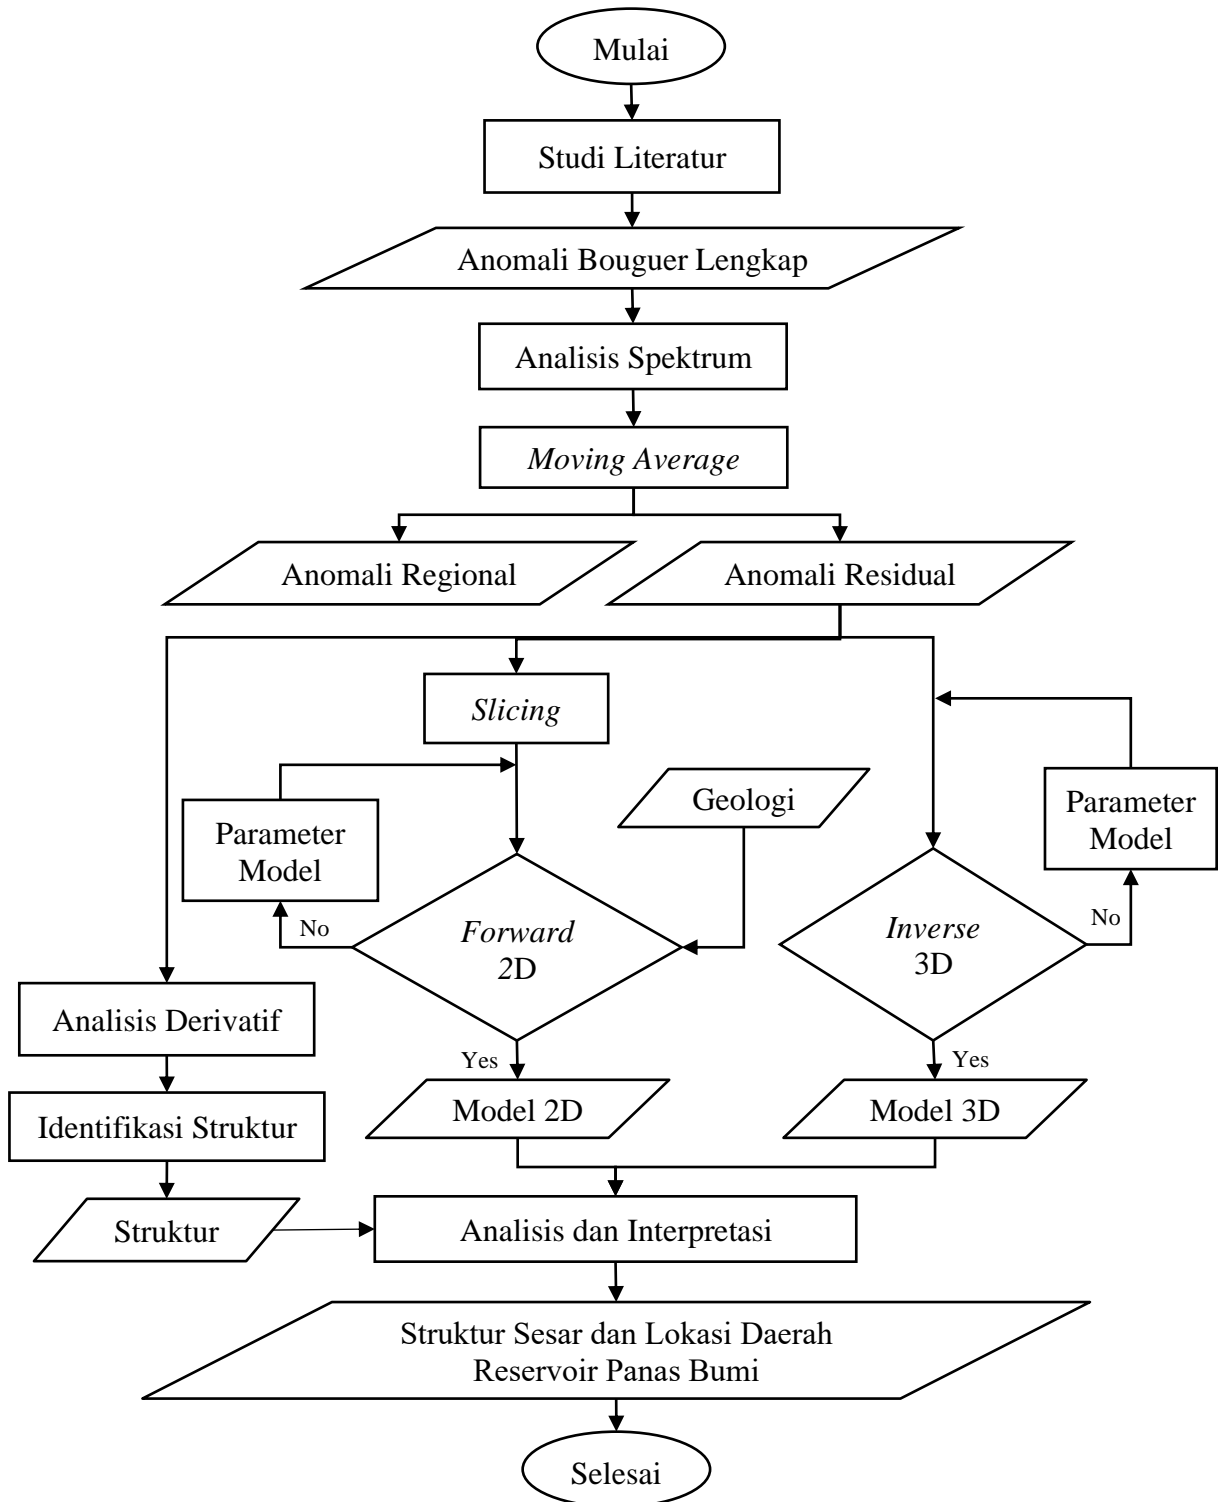 Mulai
Studi Literatur
Anomali Bouguer Lengkap
Analisis Spektrum
Moving Average
Anomali Regional
Anomali Residual
Slicing
Geologi
Parameter
Model
Parameter
Model
Forward
2D
No
Inverse
3D
No
Analisis Derivatif
Yes
Yes
Identifikasi Struktur
Model 2D
Model 3D
Struktur
Analisis dan Interpretasi
Struktur Sesar dan Lokasi Daerah
Reservoir Panas Bumi
Selesai